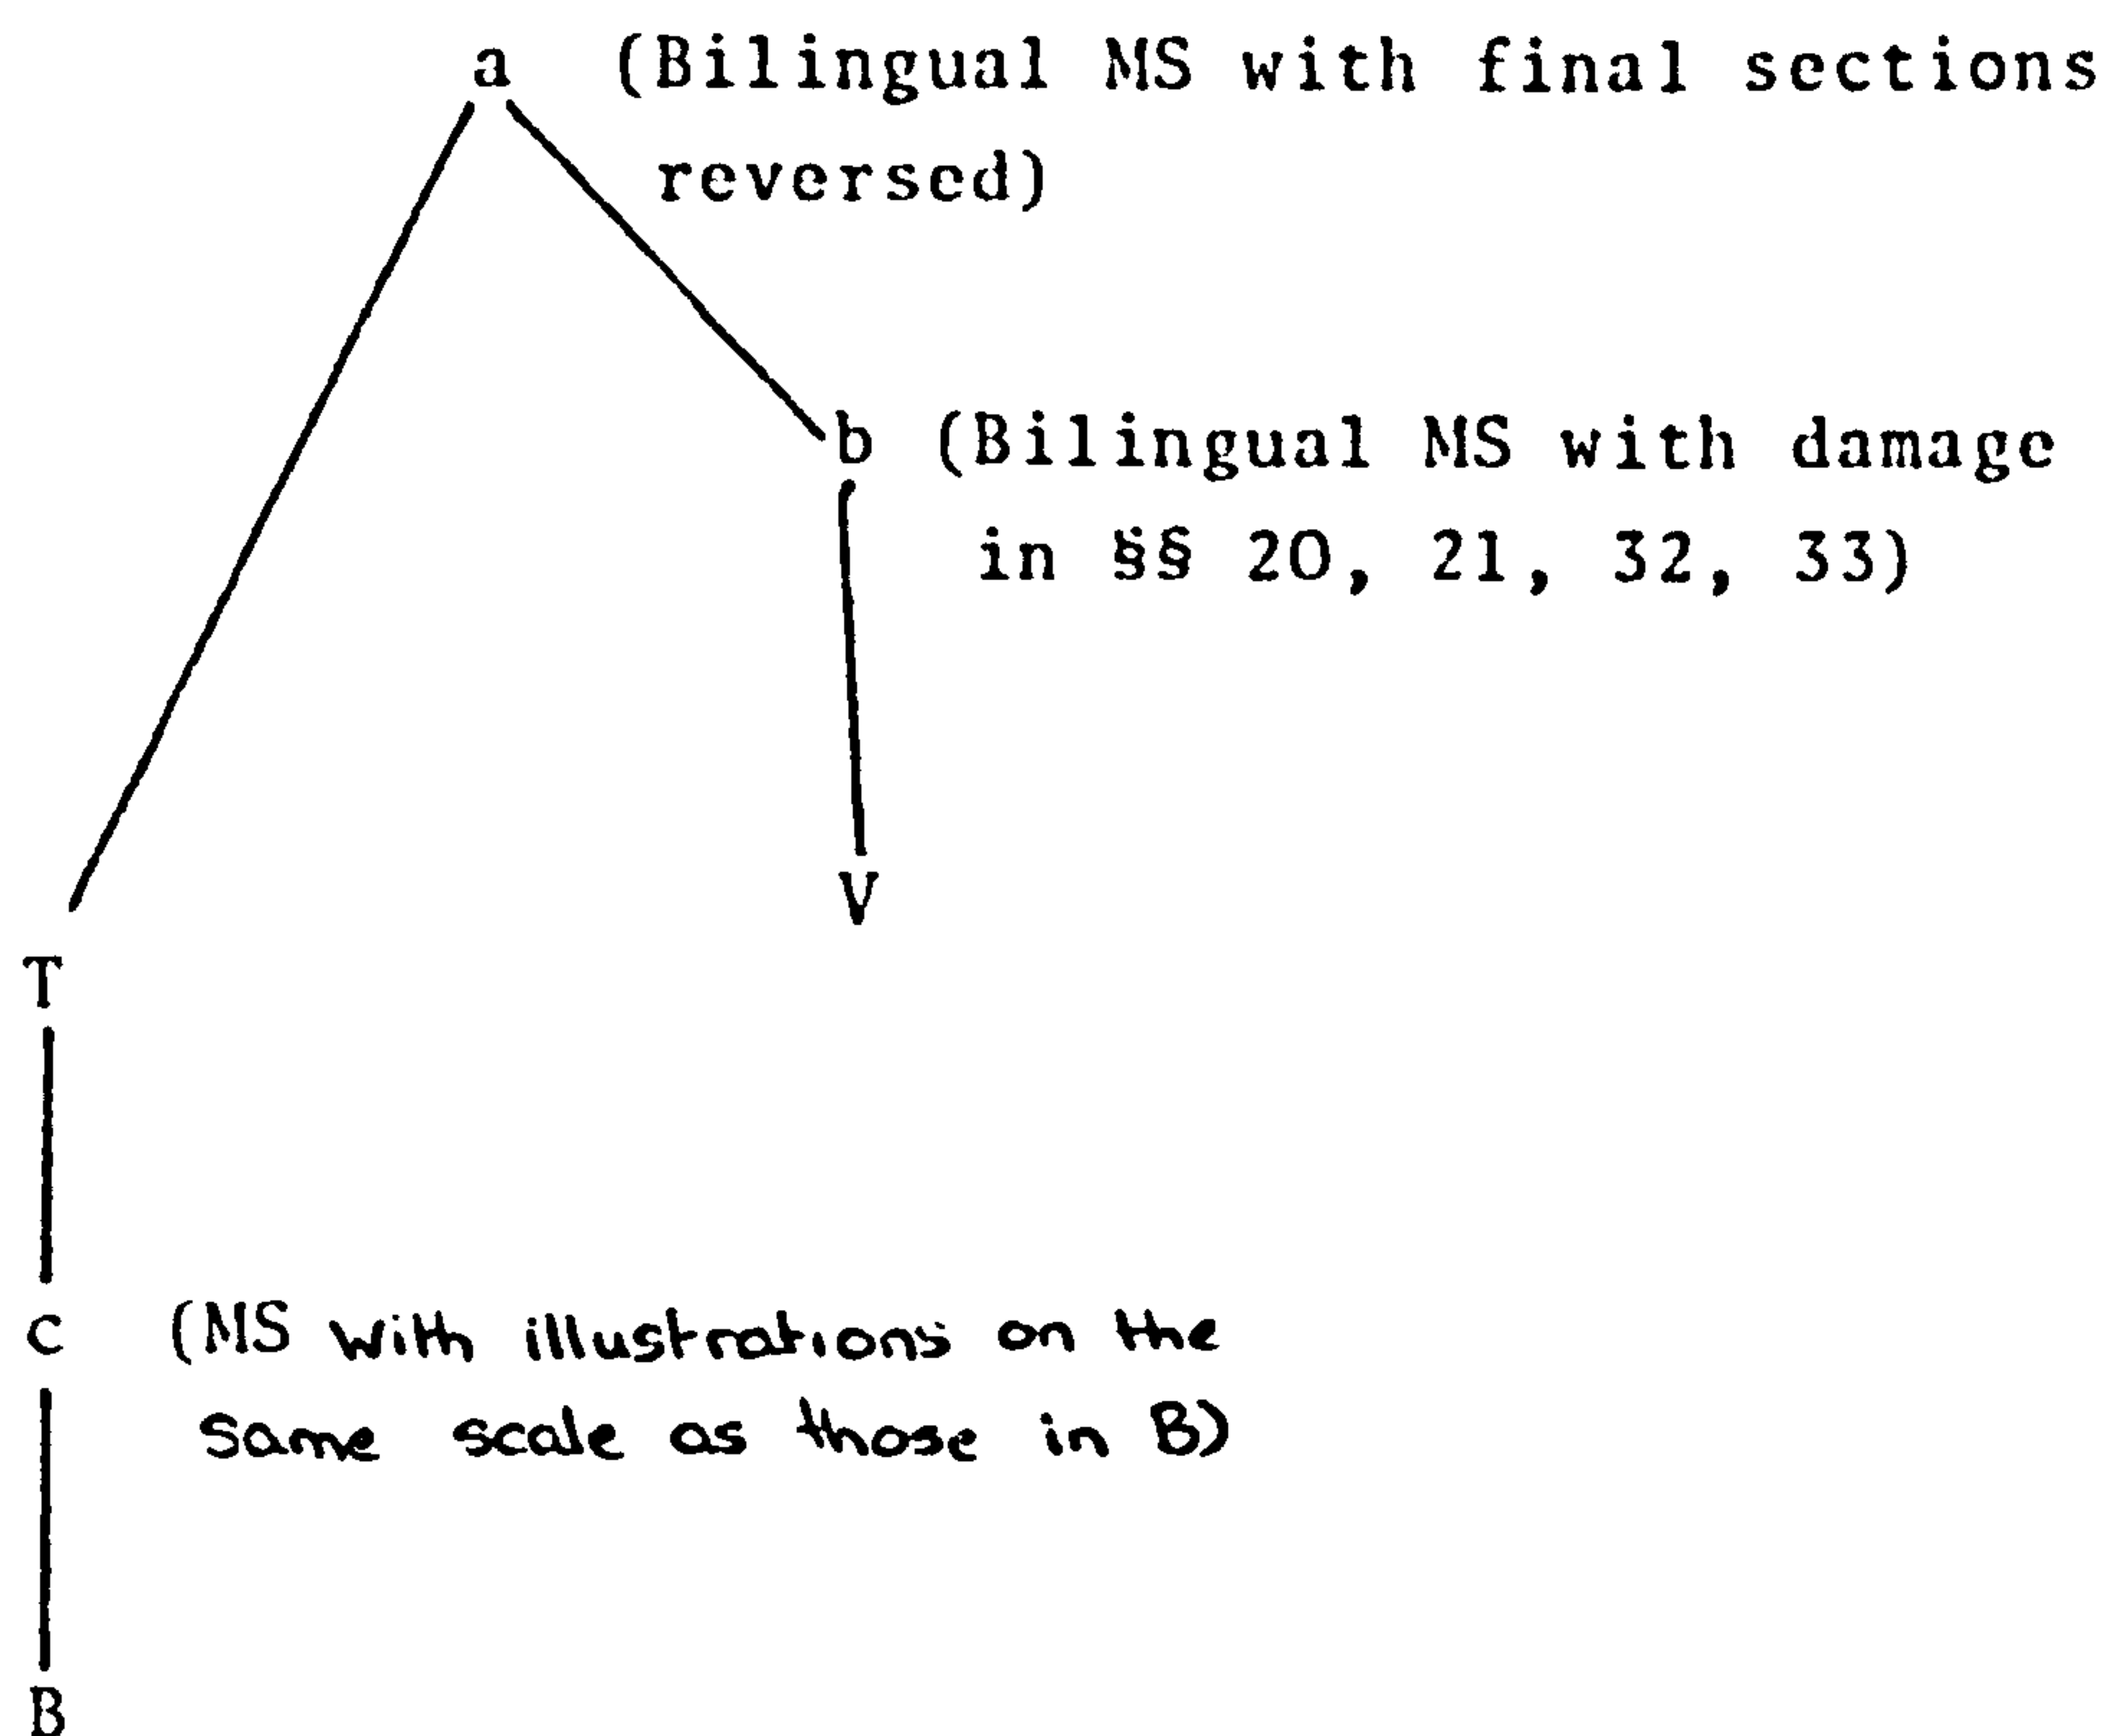 a (Bilingual MS with final sections
reversed)
b (Bilingual MS with damage
in §§ 20, 21, 32, 33)
V
T
c (MS with illustrations on the
same scale as those in B)
B